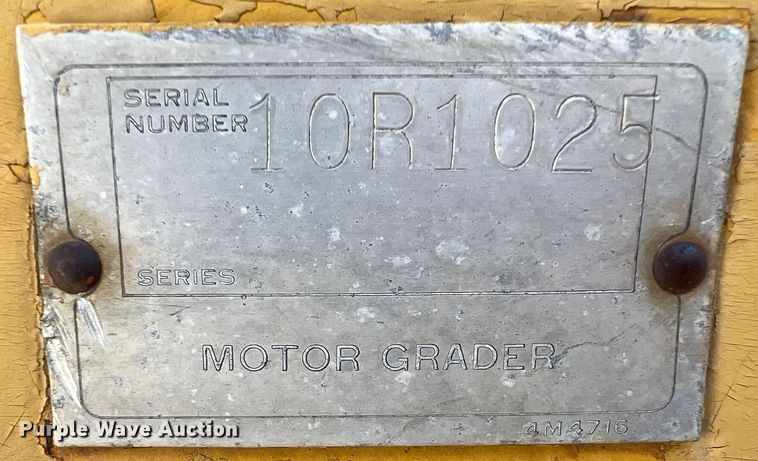 SERIAL
NUMBER
10R1025
SERIES
MOTOR GRADER
4M4716
Purple Wave Auction